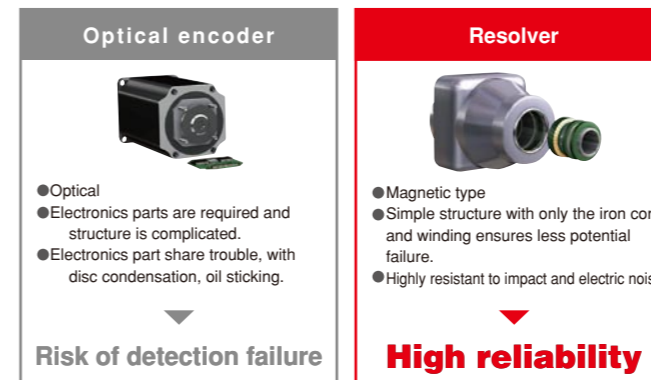 Optical encoder
●Optical
●Electronics parts are required and
structure is complicated.
●Electronics part share trouble, with
disc condensation, oil sticking.
Risk of detection failure
Resolver
●Magnetic type
●Simple structure with only the iron cor
and winding ensures less potential
failure.
●Highly resistant to impact and electric nois
High reliability